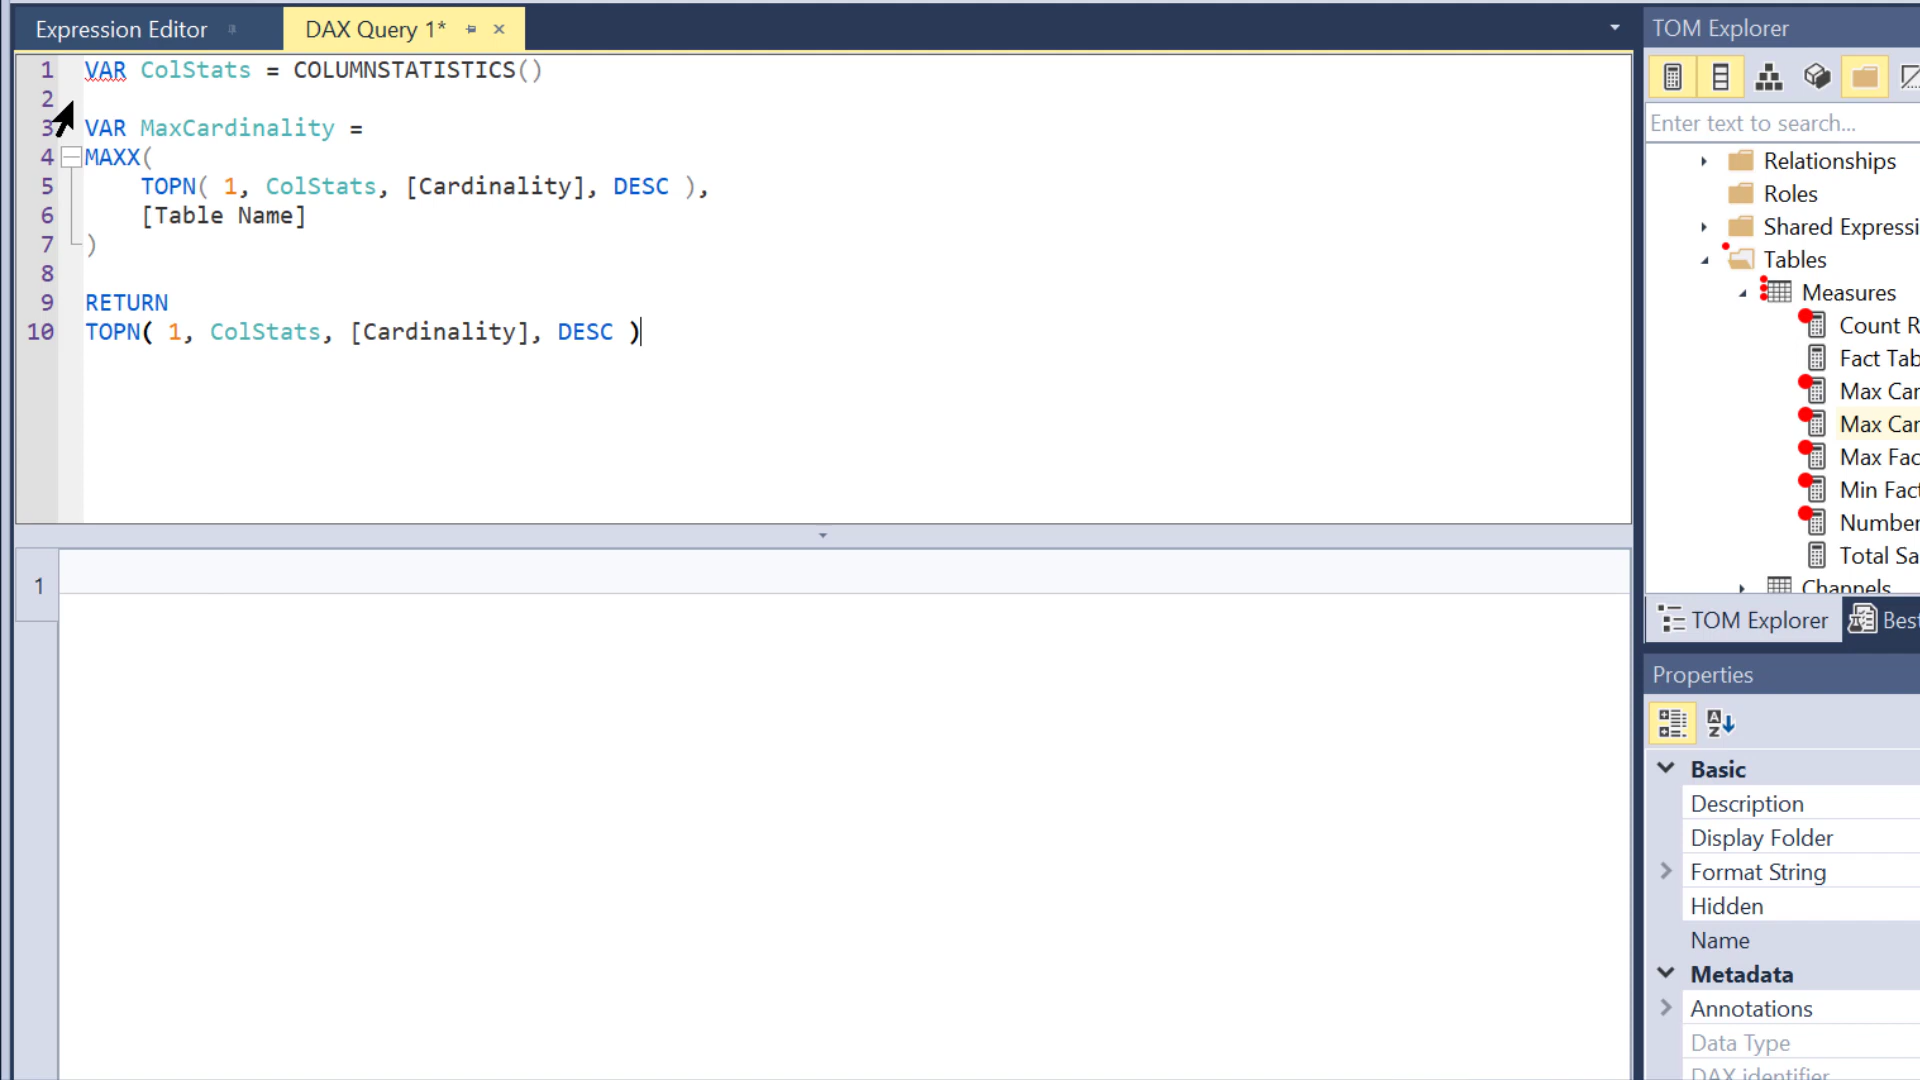 Expression Editor
DAX Query 1*
TOM Explorer
1 VAR ColStats = COLUMNSTATISTICS()
2
3 VAR MaxCardinality =
4 MAXX(
5 TOPN( 1, ColStats, [Cardinality], DESC ),
6 [Table Name]
7 )
8
9 RETURN
10 TOPN( 1, ColStats, [Cardinality], DESC )
1
Enter text to search...
Relationships
Roles
Shared Expressi
Tables
Measures
Count R
Fact Tab
Max Car
Max Car
Max Fac
Min Fact
Number
Total Sa
Channels
TOM Explorer
Best
Properties
Basic
Description
Display Folder
Format String
Hidden
Name
Metadata
Annotations
Data Type
DAX identifier